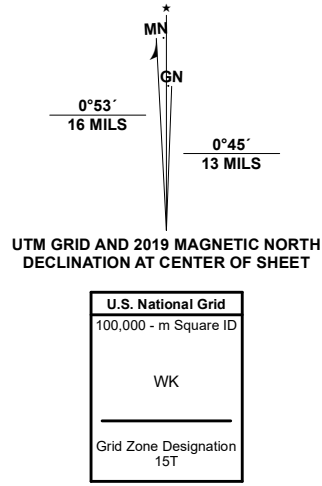 ★
MN
GN
0°53´
16 MILS
0°45´
13 MILS
UTM GRID AND 2019 MAGNETIC NORTH
DECLINATION AT CENTER OF SHEET
U.S. National Grid
100,000 - m Square ID
WK
Grid Zone Designation
15T